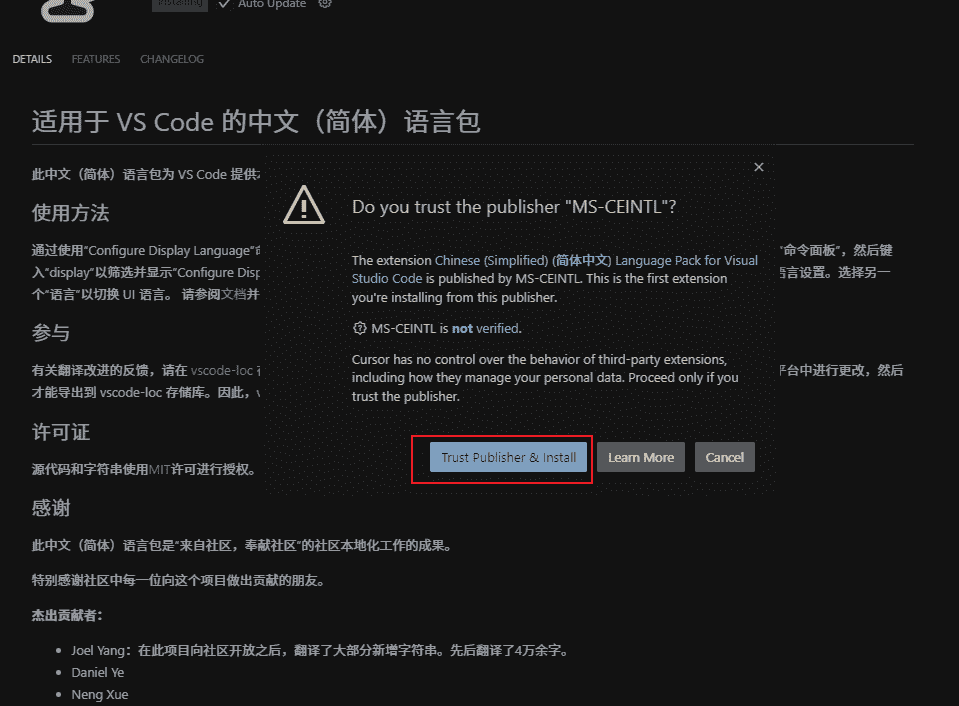 Installing
Auto Update
DETAILS FEATURES CHANGELOG
适用于 VS Code 的中文（简体）语言包
此中文（简体）语言包为 VS Code 提供
使用方法
通过使用“Configure Display Language”
“命令面板”，然后键
入“display”以筛选并显示“Configure Disp
语言设置。选择另一
个“语言”以切换 UI 语言。 请参阅文档并
参与
有关翻译改进的反馈，请在 vscode-loc
平台中进行更改，然后
才能导出到 vscode-loc 存储库。因此，
许可证
源代码和字符串使用MIT许可进行授权。
感谢
此中文（简体）语言包是“来自社区，奉献社区”的社区本地化工作的成果。
特别感谢社区中每一位向这个项目做出贡献的朋友。
杰出贡献者：
Joel Yang：在此项目向社区开放之后，翻译了大部分新增字符串。先后翻译了4万余字。
Daniel Ye
Neng Xue
Do you trust the publisher "MS-CEINTL"?
The extension Chinese (Simplified) (简体中文) Language Pack for Visual
Studio Code is published by MS-CEINTL. This is the first extension
you're installing from this publisher.
MS-CEINTL is not verified.
Cursor has no control over the behavior of third-party extensions,
including how they manage your personal data. Proceed only if you
trust the publisher.
Trust Publisher & Install Learn More Cancel